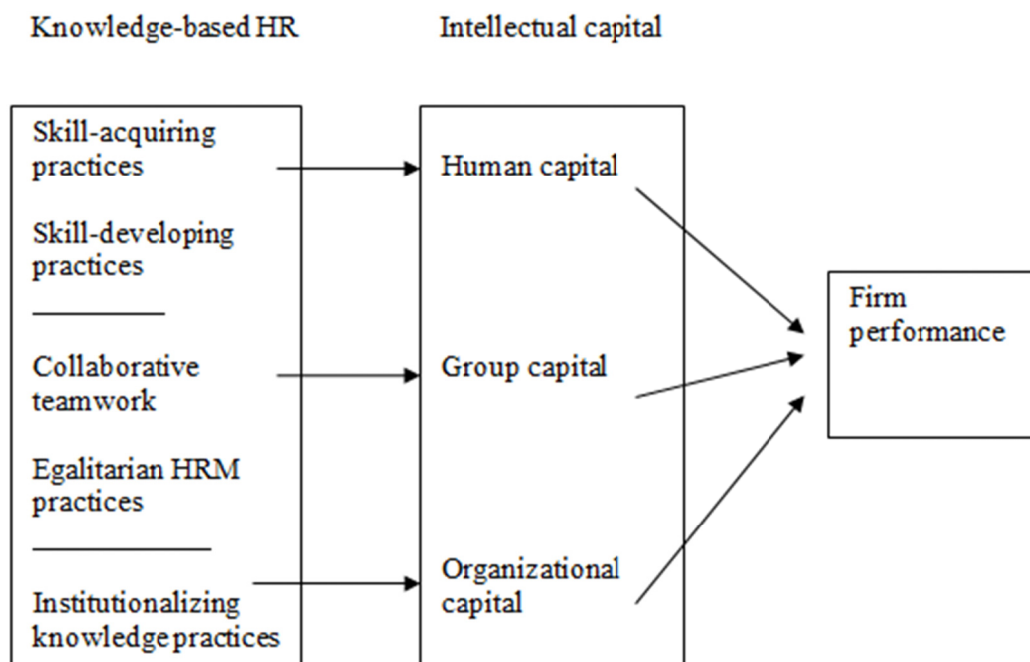 Knowledge-based HR
Intellectual capital
Skill-acquiring
practices
Skill-developing
practices
Collaborative
teamwork
Egalitarian HRM
practices
Institutionalizing
knowledge practices
Human capital
Group capital
Organizational
capital
Firm
performance